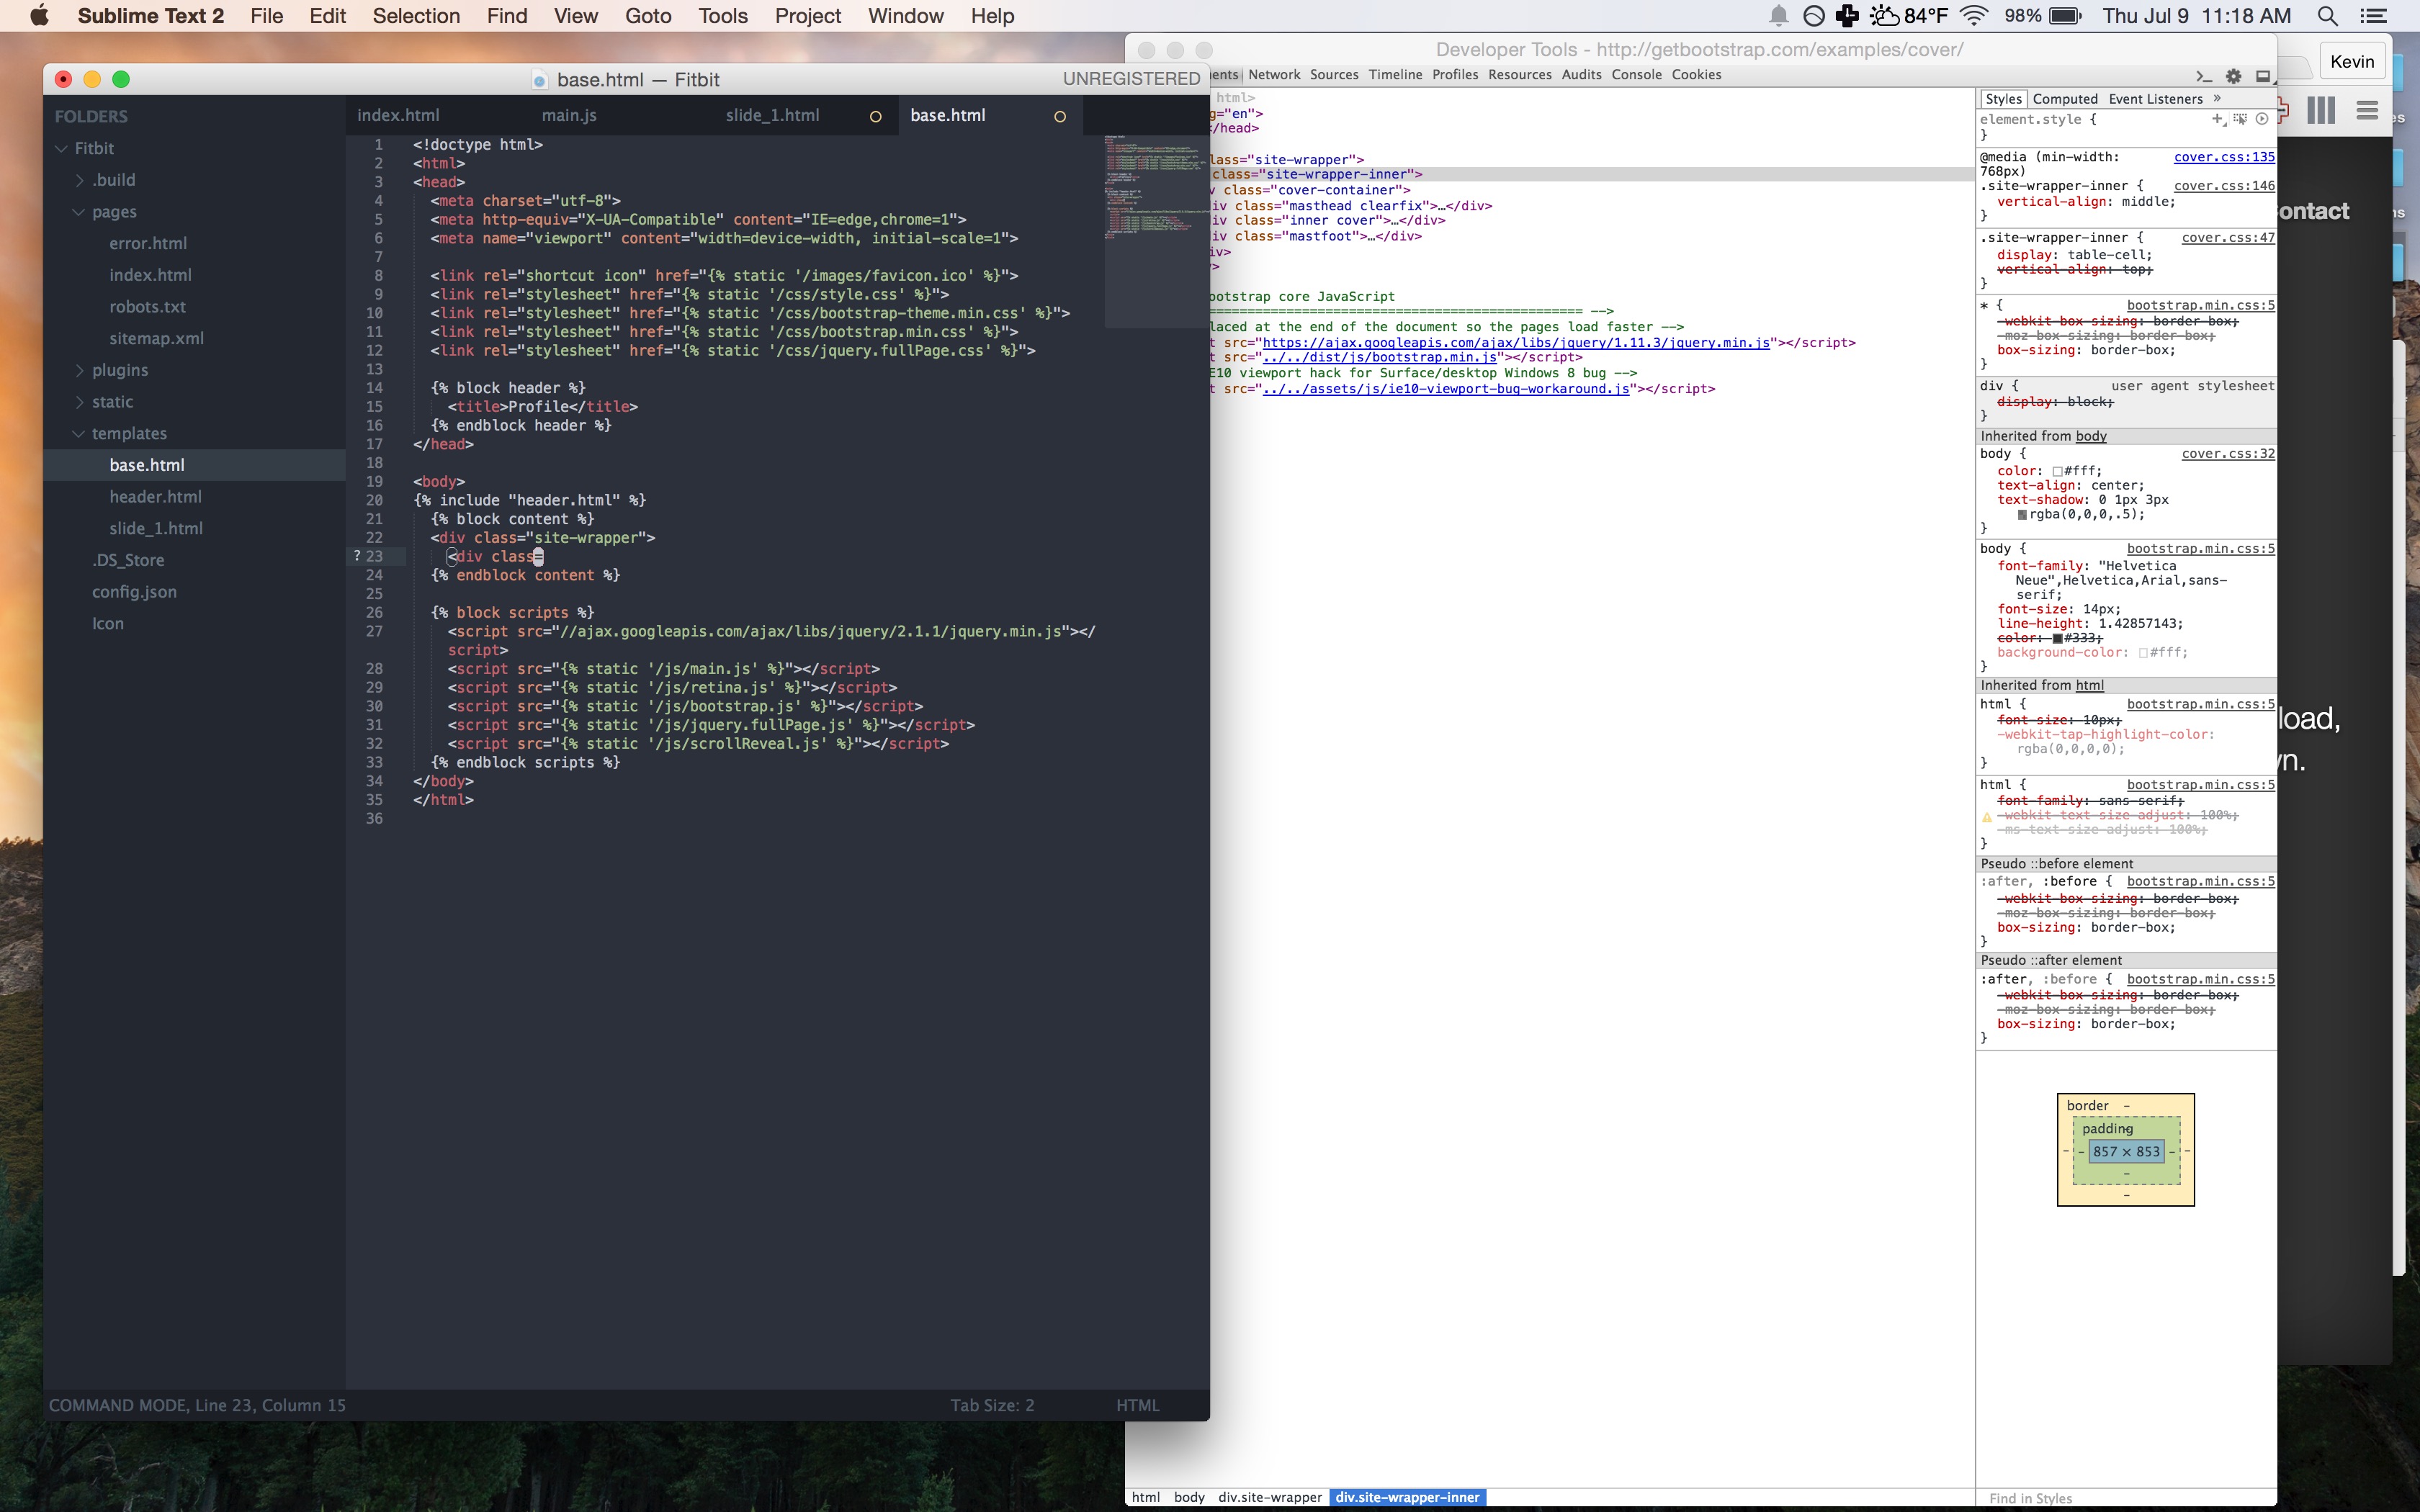 Sublime Text 2 File Edit Selection Find View Goto Tools Project Window Help
84°F 98% Thu Jul 9 11:18 AM
base.html — Fitbit
UNREGISTERED
FOLDERS
Fitbit
.build
pages
error.html
index.html
robots.txt
sitemap.xml
plugins
static
templates
base.html
header.html
slide_1.html
.DS_Store
config.json
Icon
index.html main.js slide_1.html base.html
1 <!doctype html>
2 <html>
3 <head>
4 <meta charset="utf-8">
5 <meta http-equiv="X-UA-Compatible" content="IE=edge,chrome=1">
6 <meta name="viewport" content="width=device-width, initial-scale=1">
7
8 <link rel="shortcut icon" href="{% static '/images/favicon.ico' %}">
9 <link rel="stylesheet" href="{% static '/css/style.css' %}">
10 <link rel="stylesheet" href="{% static '/css/bootstrap-theme.min.css' %}">
11 <link rel="stylesheet" href="{% static '/css/bootstrap.min.css' %}">
12 <link rel="stylesheet" href="{% static '/css/jquery.fullPage.css' %}">
13
14 {% block header %}
15 <title>Profile</title>
16 {% endblock header %}
17 </head>
18
19 <body>
20 {% include "header.html" %}
21 {% block content %}
22 <div class="site-wrapper">
? 23 <div class=
24 {% endblock content %}
25
26 {% block scripts %}
27 <script src="//ajax.googleapis.com/ajax/libs/jquery/2.1.1/jquery.min.js"></
script>
28 <script src="{% static '/js/main.js' %}"></script>
29 <script src="{% static '/js/retina.js' %}"></script>
30 <script src="{% static '/js/bootstrap.js' %}"></script>
31 <script src="{% static '/js/jquery.fullPage.js' %}"></script>
32 <script src="{% static '/js/scrollReveal.js' %}"></script>
33 {% endblock scripts %}
34 </body>
35 </html>
36
COMMAND MODE, Line 23, Column 15
Tab Size: 2
HTML
Developer Tools - http://getbootstrap.com/examples/cover/
ents Network Sources Timeline Profiles Resources Audits Console Cookies
html>
g="en">
/head>
lass="site-wrapper">
class="site-wrapper-inner">
v class="cover-container">
iv class="masthead clearfix">…</div>
iv class="inner cover">…</div>
iv class="mastfoot">…</div>
iv>
>
ootstrap core JavaScript
============================================== -->
laced at the end of the document so the pages load faster -->
t src="https://ajax.googleapis.com/ajax/libs/jquery/1.11.3/jquery.min.js"></script>
t src="../../dist/js/bootstrap.min.js"></script>
IE10 viewport hack for Surface/desktop Windows 8 bug -->
t src="../../assets/js/ie10-viewport-bug-workaround.js"></script>
html body div.site-wrapper div.site-wrapper-inner
Styles Computed Event Listeners »
element.style {
}
@media (min-width: 768px) cover.css:135
.site-wrapper-inner { cover.css:146
vertical-align: middle;
}
.site-wrapper-inner { cover.css:47
display: table-cell;
vertical-align: top;
}
* { bootstrap.min.css:5
-webkit-box-sizing: border-box;
-moz-box-sizing: border-box;
box-sizing: border-box;
}
div { user agent stylesheet
display: block;
}
Inherited from body
body { cover.css:32
color: #fff;
text-align: center;
text-shadow: 0 1px 3px
rgba(0,0,0,.5);
}
body { bootstrap.min.css:5
font-family: "Helvetica
Neue",Helvetica,Arial,sans-
serif;
font-size: 14px;
line-height: 1.42857143;
color: #333;
background-color: #fff;
}
Inherited from html
html { bootstrap.min.css:5
font-size: 10px;
-webkit-tap-highlight-color:
rgba(0,0,0,0);
}
html { bootstrap.min.css:5
font-family: sans-serif;
-webkit-text-size-adjust: 100%;
-ms-text-size-adjust: 100%;
}
Pseudo ::before element
:after, :before { bootstrap.min.css:5
-webkit-box-sizing: border-box;
-moz-box-sizing: border-box;
box-sizing: border-box;
}
Pseudo ::after element
:after, :before { bootstrap.min.css:5
-webkit-box-sizing: border-box;
-moz-box-sizing: border-box;
box-sizing: border-box;
}
border –
padding
857 × 853
Find in Styles
Kevin
ontact
load,
vn.
es
ns